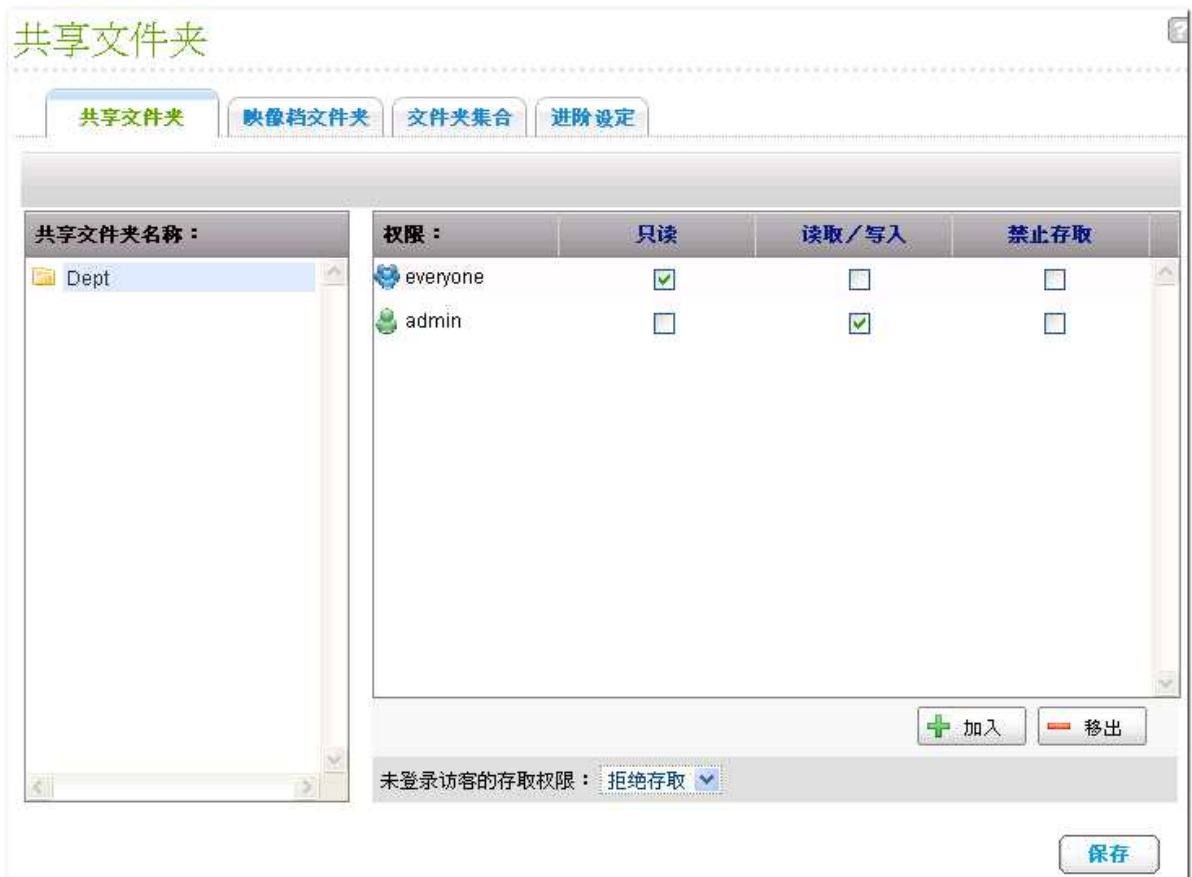 共享文件夹
共享文件夹 映像档文件夹 文件夹集合 进阶设定
共享文件夹名称：
Dept
权限： 只读 读取／写入 禁止存取
everyone
admin
加入 移出
未登录访客的存取权限： 拒绝存取
保存